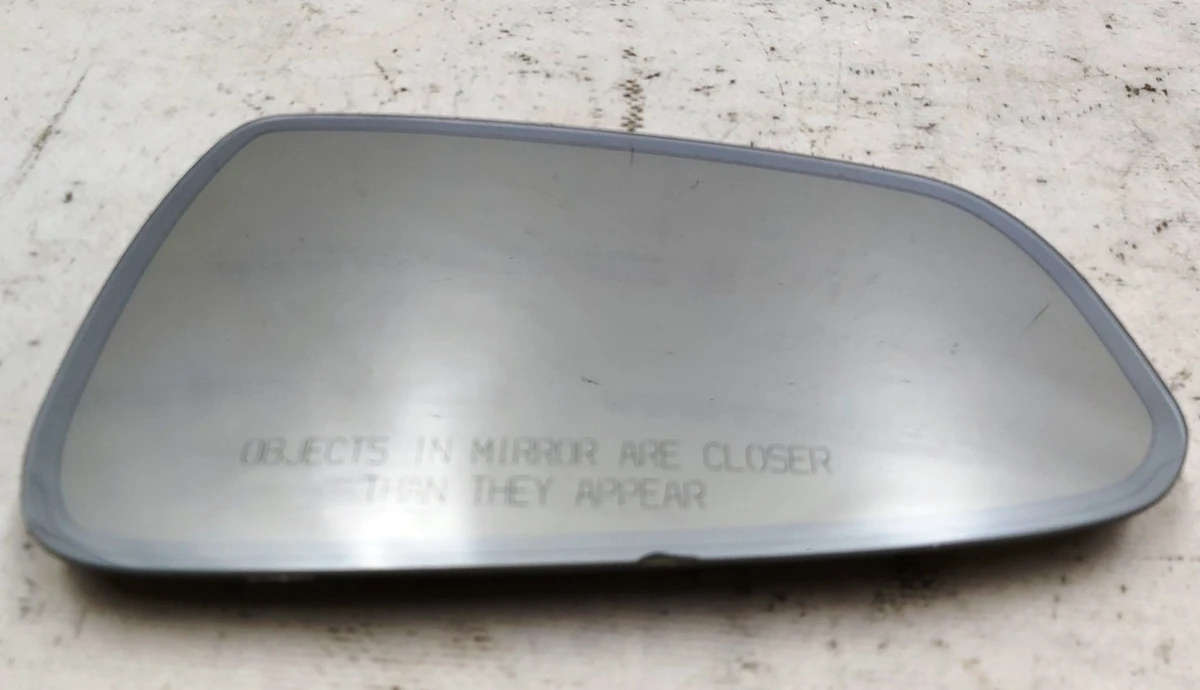 OBJECTS IN MIRROR ARE CLOSER
THAN THEY APPEAR